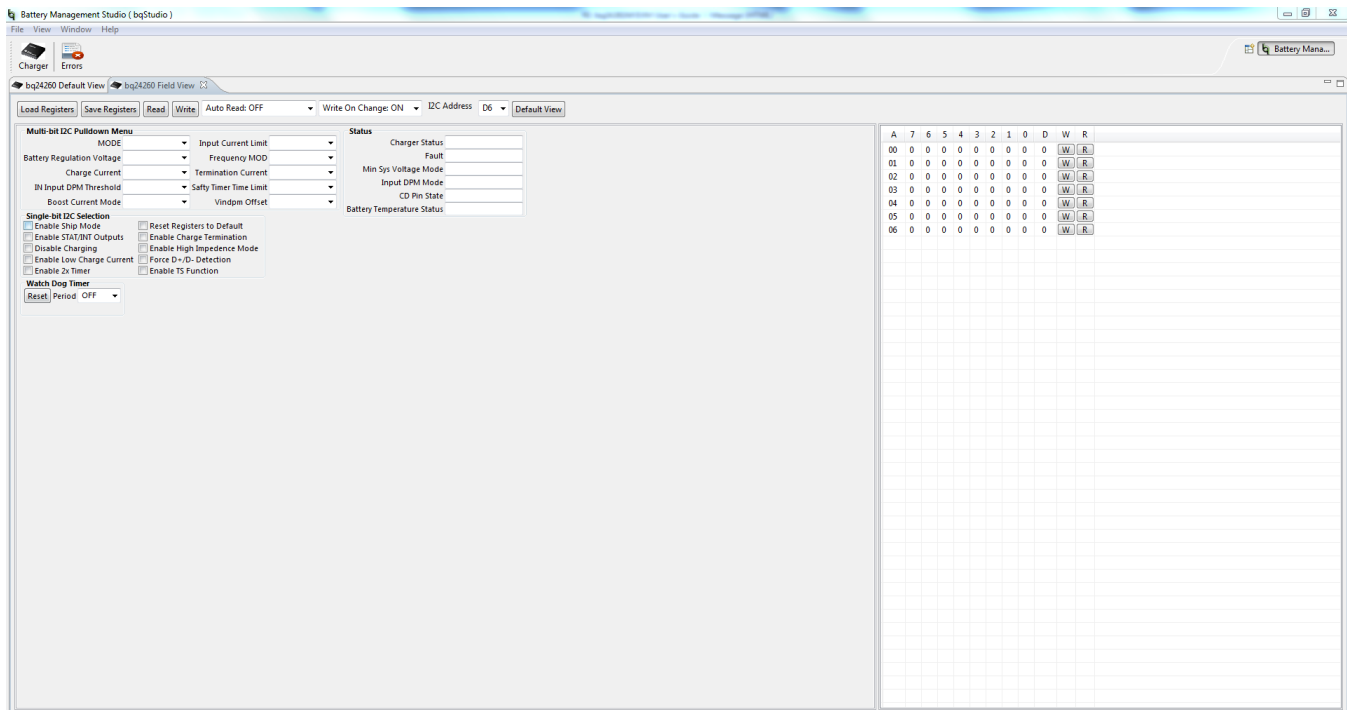 Battery Management Studio ( bqStudio )
File View Window Help
Charger Errors
Battery Mana...
bq24260 Default View bq24260 Field View
Load Registers Save Registers Read Write Auto Read: OFF Write On Change: ON I2C Address D6 Default View
Multi-bit I2C Pulldown Menu
MODE Input Current Limit
Battery Regulation Voltage Frequency MOD
Charge Current Termination Current
IN Input DPM Threshold Safty Timer Time Limit
Boost Current Mode Vindpm Offset
Single-bit I2C Selection
Enable Ship Mode Reset Registers to Default
Enable STAT/INT Outputs Enable Charge Termination
Disable Charging Enable High Impedence Mode
Enable Low Charge Current Force D+/D- Detection
Enable 2x Timer Enable TS Function
Watch Dog Timer
Reset Period OFF
Status
Charger Status
Fault
Min Sys Voltage Mode
Input DPM Mode
CD Pin State
Battery Temperature Status
A 7 6 5 4 3 2 1 0 D W R
00 0 0 0 0 0 0 0 0 0 W R
01 0 0 0 0 0 0 0 0 0 W R
02 0 0 0 0 0 0 0 0 0 W R
03 0 0 0 0 0 0 0 0 0 W R
04 0 0 0 0 0 0 0 0 0 W R
05 0 0 0 0 0 0 0 0 0 W R
06 0 0 0 0 0 0 0 0 0 W R